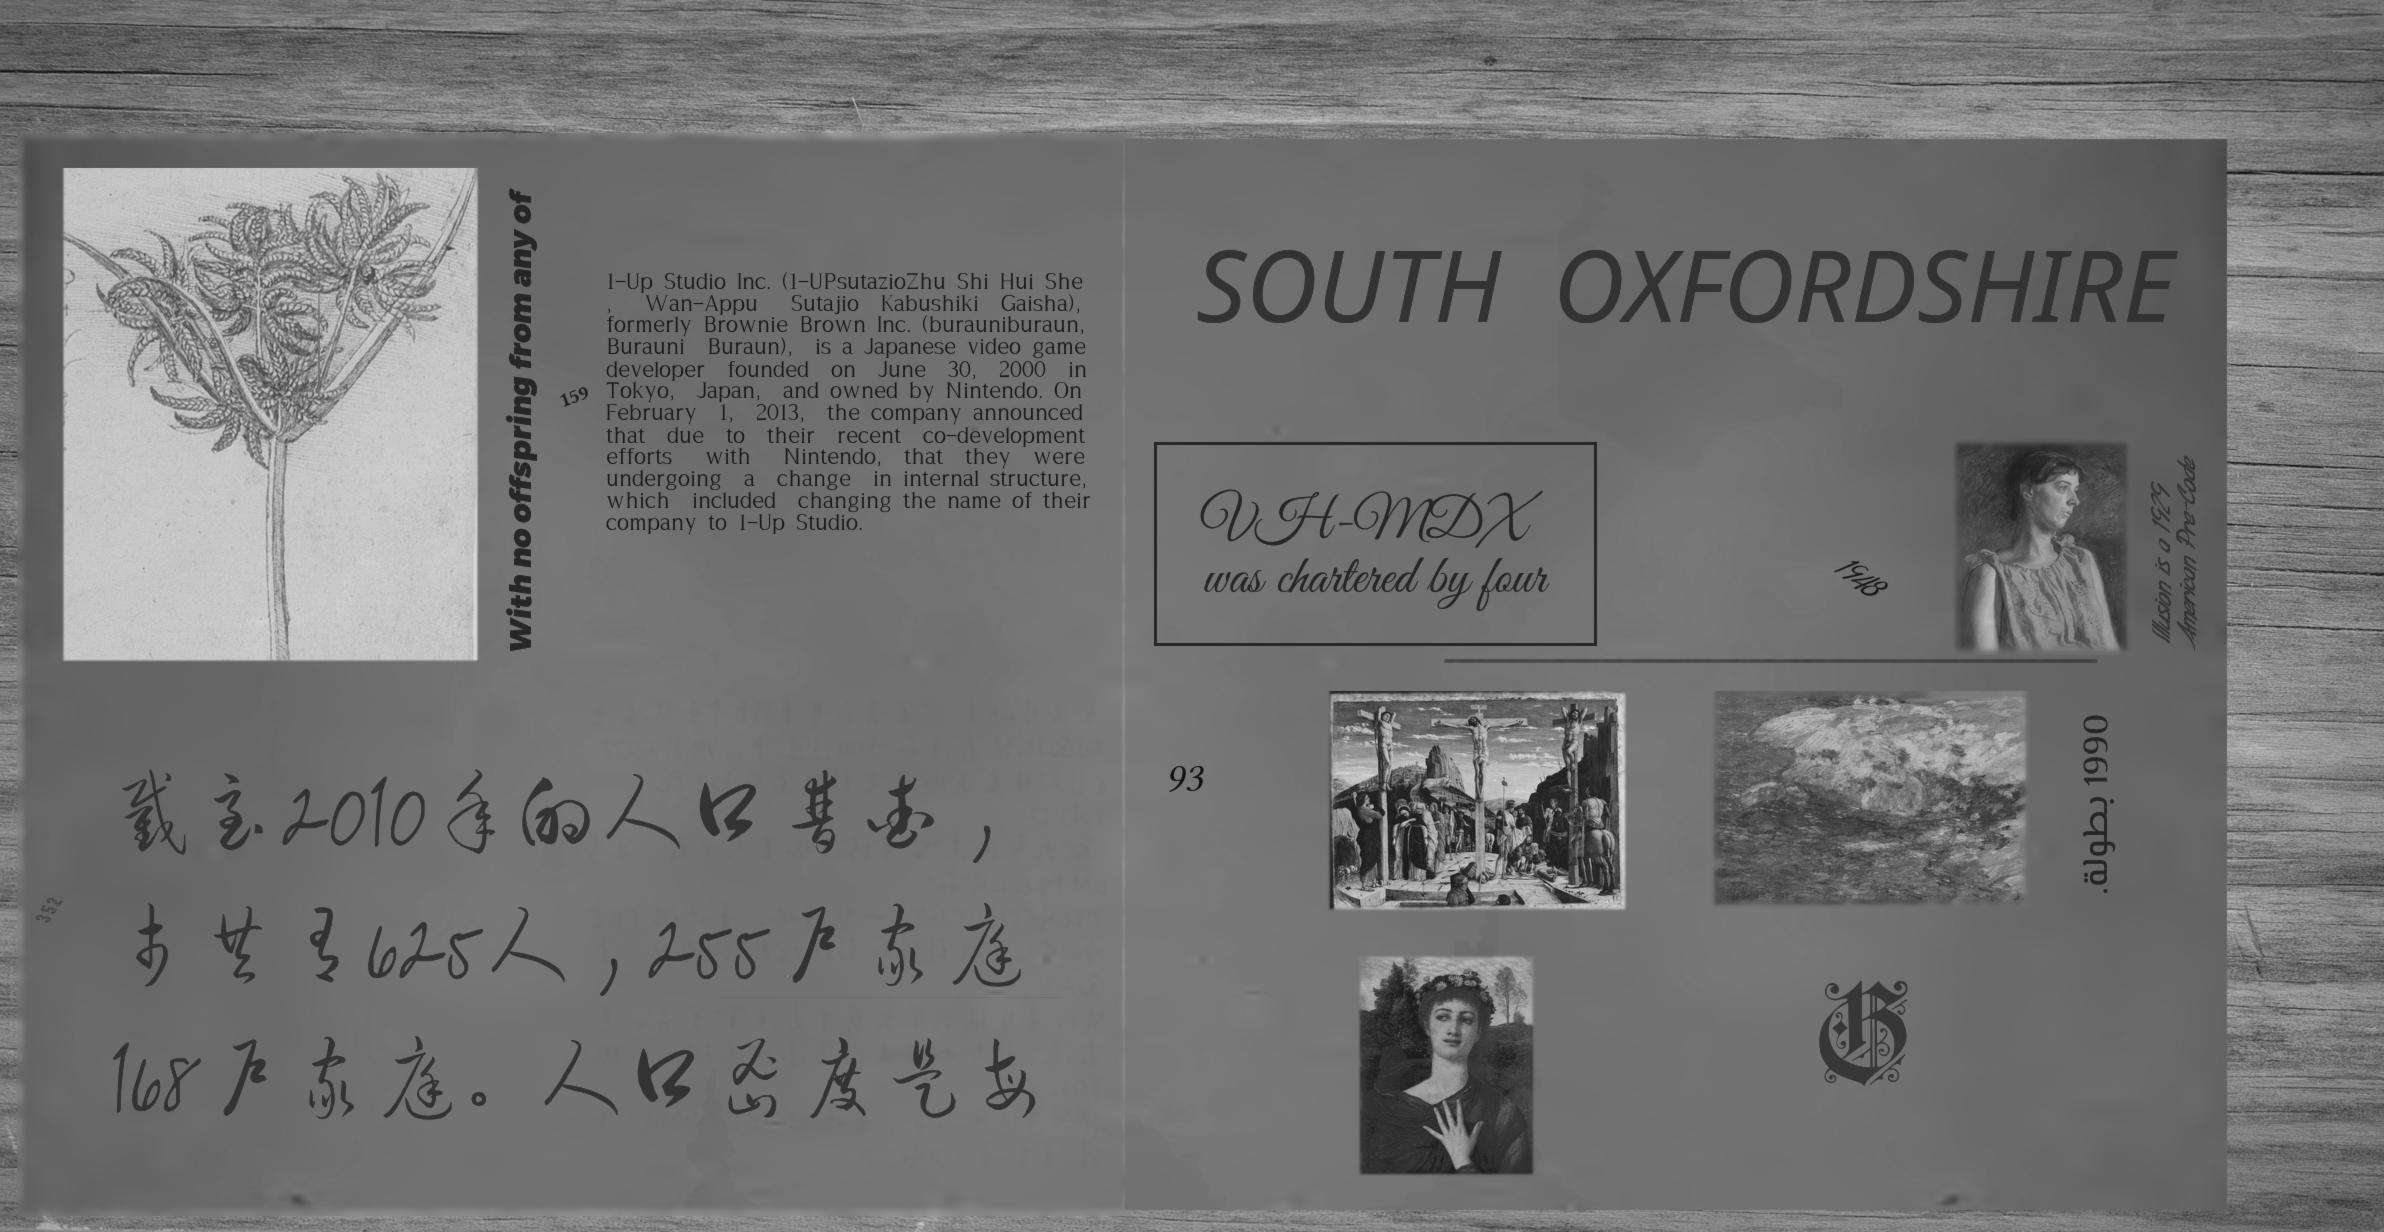 With no offspring from any of
159
1-Up Studio Inc. (1-UPsutazioZhu Shi Hui She
, Wan-Appu Sutajio Kabushiki Gaisha),
formerly Brownie Brown Inc. (burauniburaun,
Burauni Buraun), is a Japanese video game
developer founded on June 30, 2000 in
Tokyo, Japan, and owned by Nintendo. On
February 1, 2013, the company announced
that due to their recent co-development
efforts with Nintendo, that they were
undergoing a change in internal structure,
which included changing the name of their
company to 1-Up Studio.
截至2010年的人口普查,
市共有625人,255户家庭
168户家庭。人口密度是每
352
SOUTH OXFORDSHIRE
VH-MDX
was chartered by four
1948
Illusion is a 1929
American Pre-Code
93
1990 بطولة.